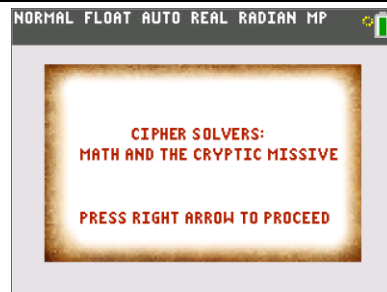 NORMAL FLOAT AUTO REAL RADIAN MP
CIPHER SOLVERS:
MATH AND THE CRYPTIC MISSIVE
PRESS RIGHT ARROW TO PROCEED